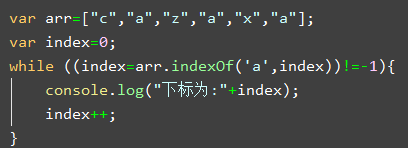 var arr=["c","a","z","a","x","a"];
var index=0;
while ((index=arr.indexOf('a',index))!=-1){
    console.log("下标为:"+index);
    index++;
}